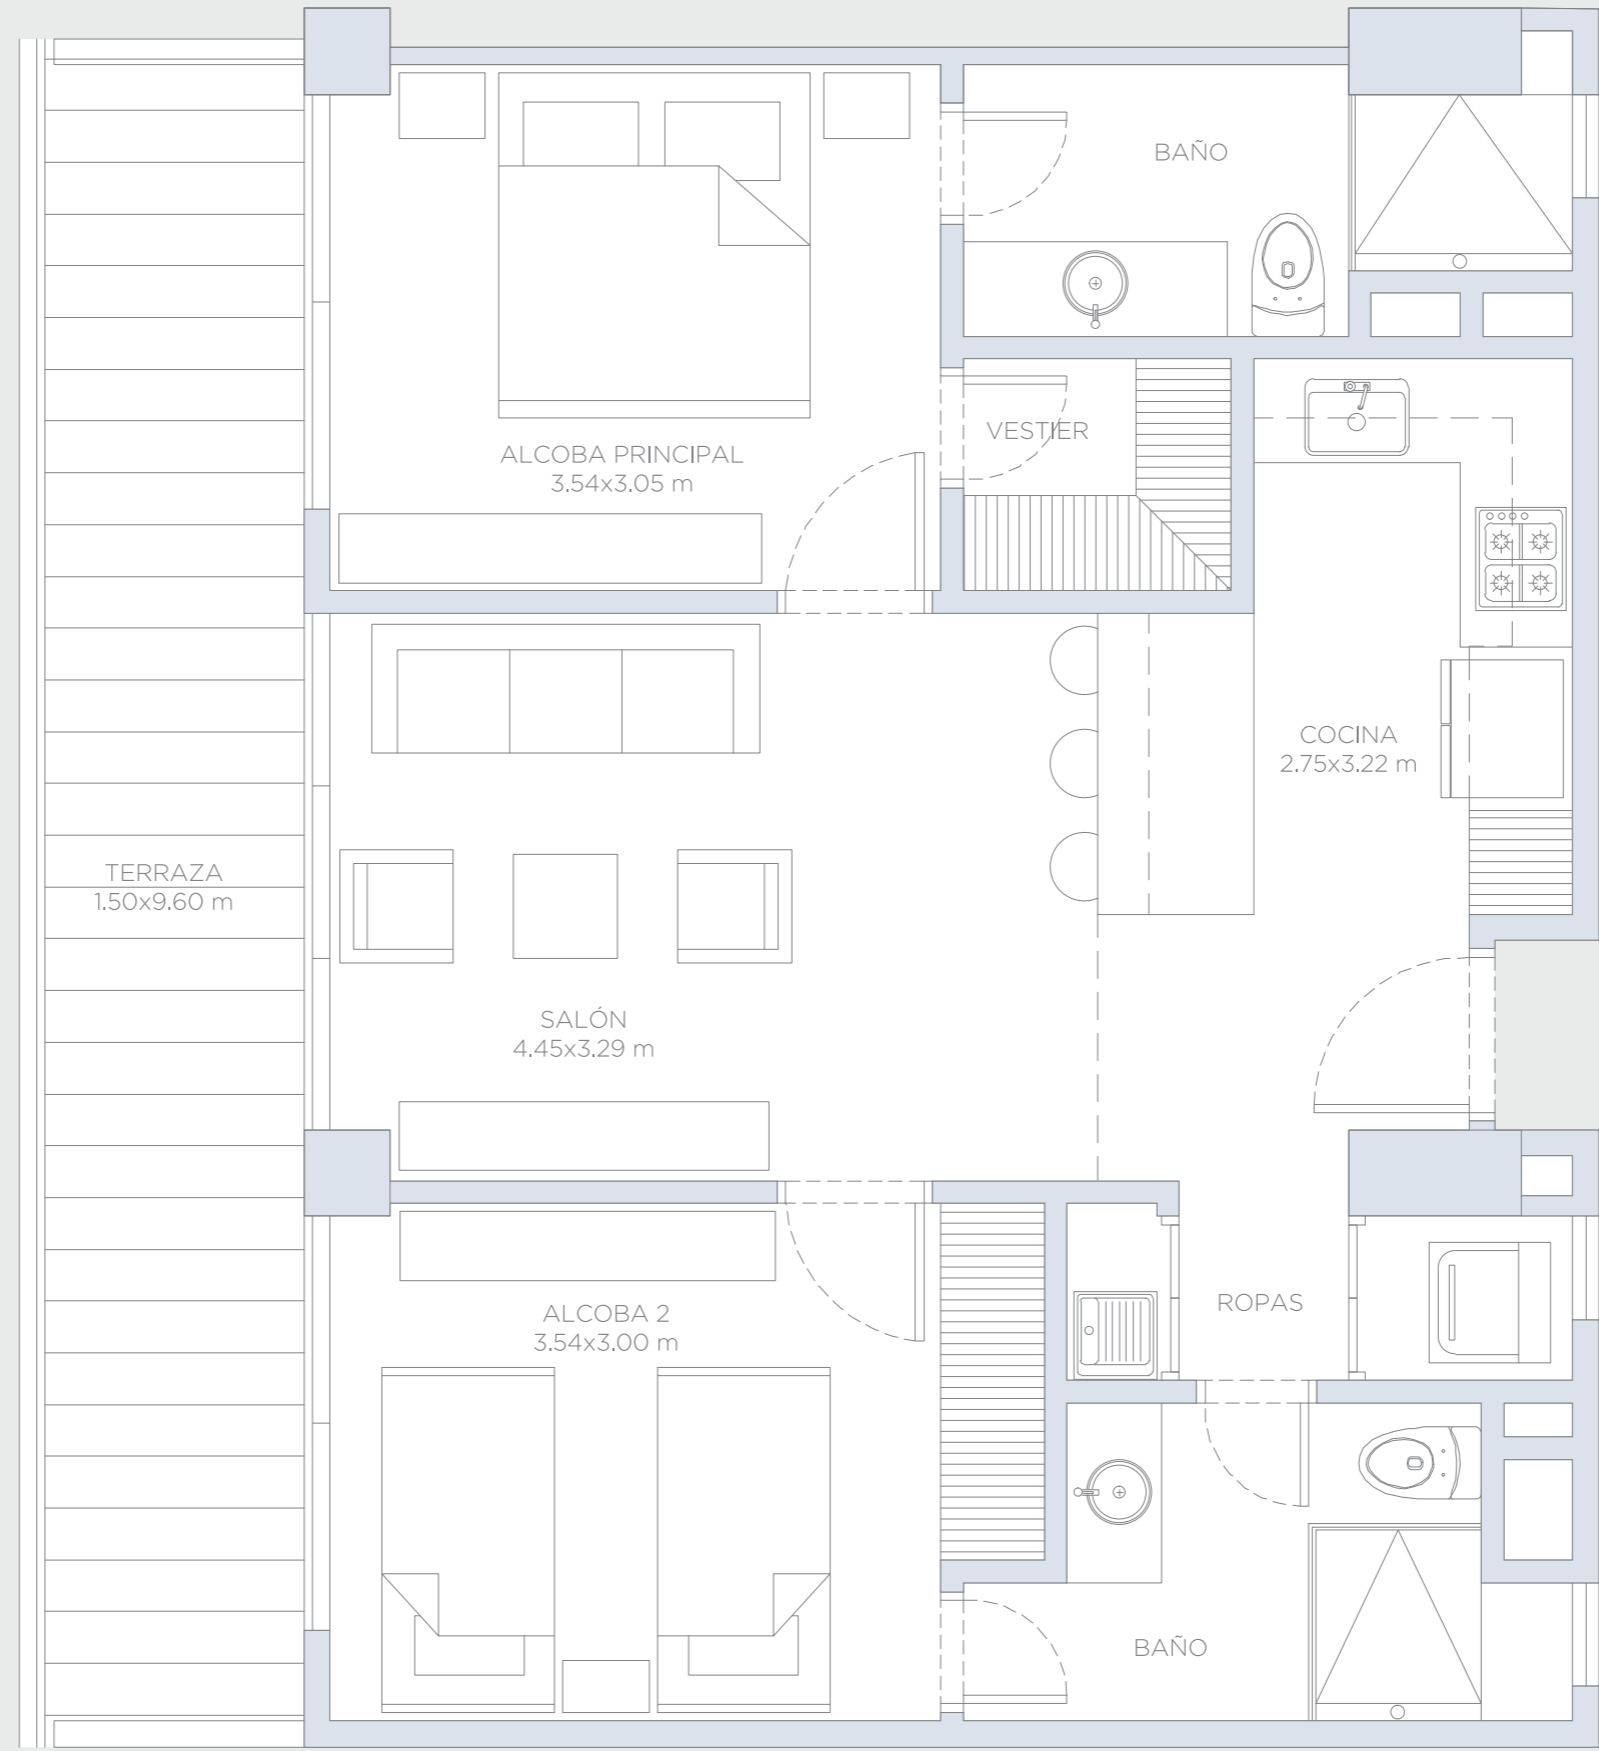 BAÑO
VESTIER
ALCOBA PRINCIPAL
3.54x3.05 m
COCINA
2.75x3.22 m
TERRAZA
1.50x9.60 m
SALÓN
4.45x3.29 m
ROPAS
ALCOBA 2
3.54x3.00 m
BAÑO